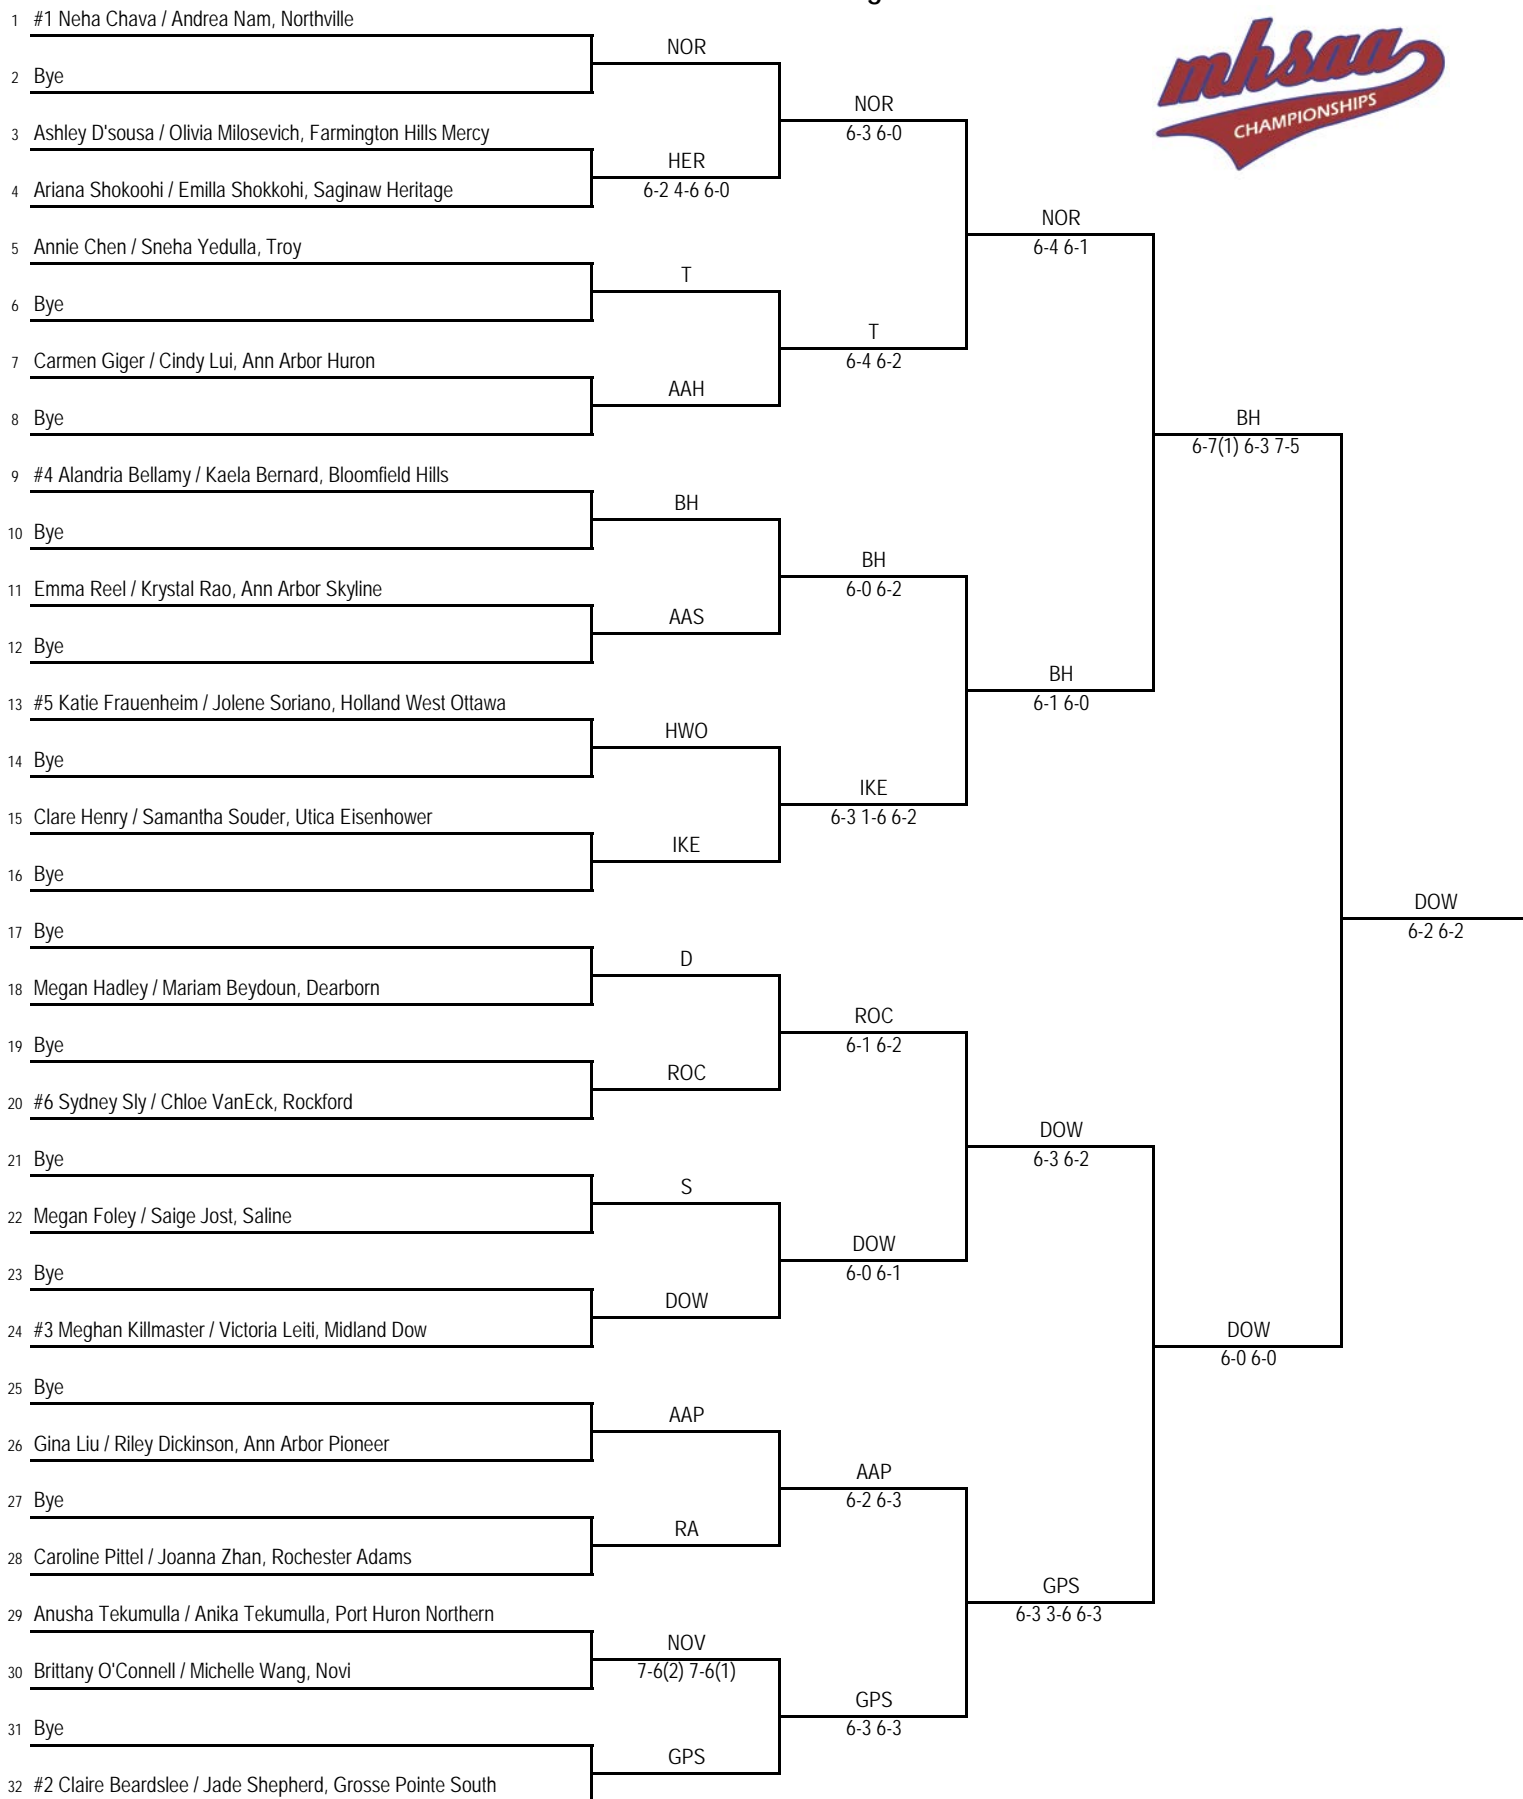 1 #1 Neha Chava / Andrea Nam, Northville
NOR
2 Bye
NOR
6-3 6-0
3 Ashley D'sousa / Olivia Milosevich, Farmington Hills Mercy
HER
6-2 4-6 6-0
4 Ariana Shokoohi / Emilla Shokkohi, Saginaw Heritage
NOR
6-4 6-1
5 Annie Chen / Sneha Yedulla, Troy
T
6 Bye
T
6-4 6-2
7 Carmen Giger / Cindy Lui, Ann Arbor Huron
AAH
8 Bye
BH
6-7(1) 6-3 7-5
9 #4 Alandria Bellamy / Kaela Bernard, Bloomfield Hills
BH
10 Bye
BH
6-0 6-2
11 Emma Reel / Krystal Rao, Ann Arbor Skyline
AAS
12 Bye
BH
6-1 6-0
13 #5 Katie Frauenheim / Jolene Soriano, Holland West Ottawa
HWO
14 Bye
IKE
6-3 1-6 6-2
15 Clare Henry / Samantha Souder, Utica Eisenhower
IKE
16 Bye
DOW
6-2 6-2
17 Bye
D
18 Megan Hadley / Mariam Beydoun, Dearborn
ROC
6-1 6-2
19 Bye
ROC
20 #6 Sydney Sly / Chloe VanEck, Rockford
DOW
6-3 6-2
21 Bye
S
22 Megan Foley / Saige Jost, Saline
DOW
6-0 6-1
23 Bye
DOW
24 #3 Meghan Killmaster / Victoria Leiti, Midland Dow
DOW
6-0 6-0
25 Bye
AAP
26 Gina Liu / Riley Dickinson, Ann Arbor Pioneer
AAP
6-2 6-3
27 Bye
RA
28 Caroline Pittel / Joanna Zhan, Rochester Adams
GPS
6-3 3-6 6-3
29 Anusha Tekumulla / Anika Tekumulla, Port Huron Northern
NOV
7-6(2) 7-6(1)
30 Brittany O'Connell / Michelle Wang, Novi
GPS
6-3 6-3
31 Bye
GPS
32 #2 Claire Beardslee / Jade Shepherd, Grosse Pointe South
mhsaa
CHAMPIONSHIPS